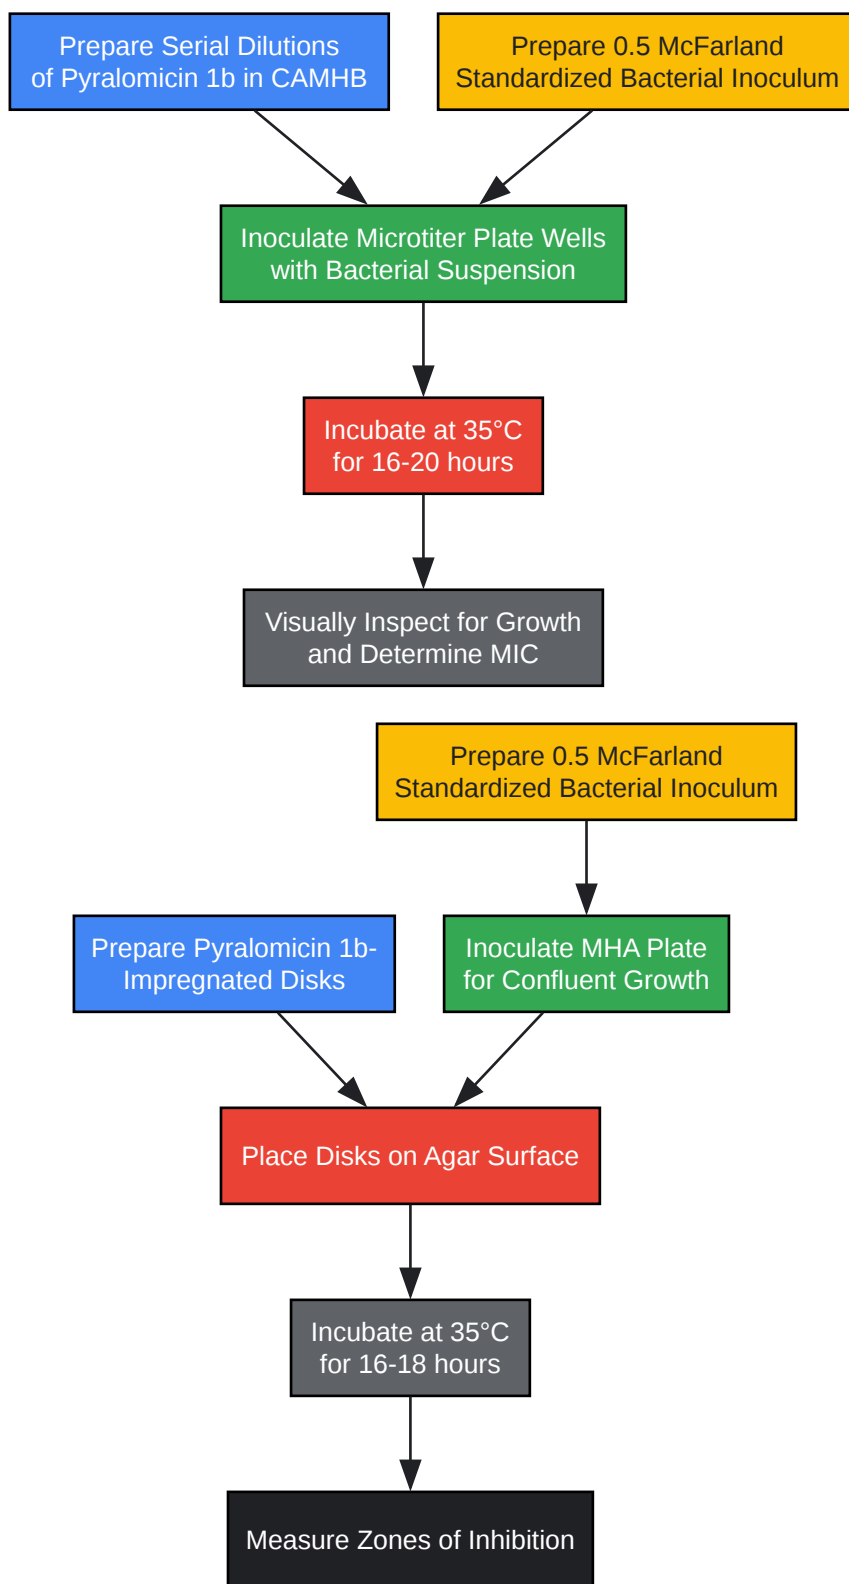 Prepare Serial Dilutions
of Pyralomicin 1b in CAMHB
Prepare 0.5 McFarland
Standardized Bacterial Inoculum
Inoculate Microtiter Plate Wells
with Bacterial Suspension
Incubate at 35°C
for 16-20 hours
Visually Inspect for Growth
and Determine MIC
Prepare 0.5 McFarland
Standardized Bacterial Inoculum
Prepare Pyralomicin 1b-
Impregnated Disks
Inoculate MHA Plate
for Confluent Growth
Place Disks on Agar Surface
Incubate at 35°C
for 16-18 hours
Measure Zones of Inhibition